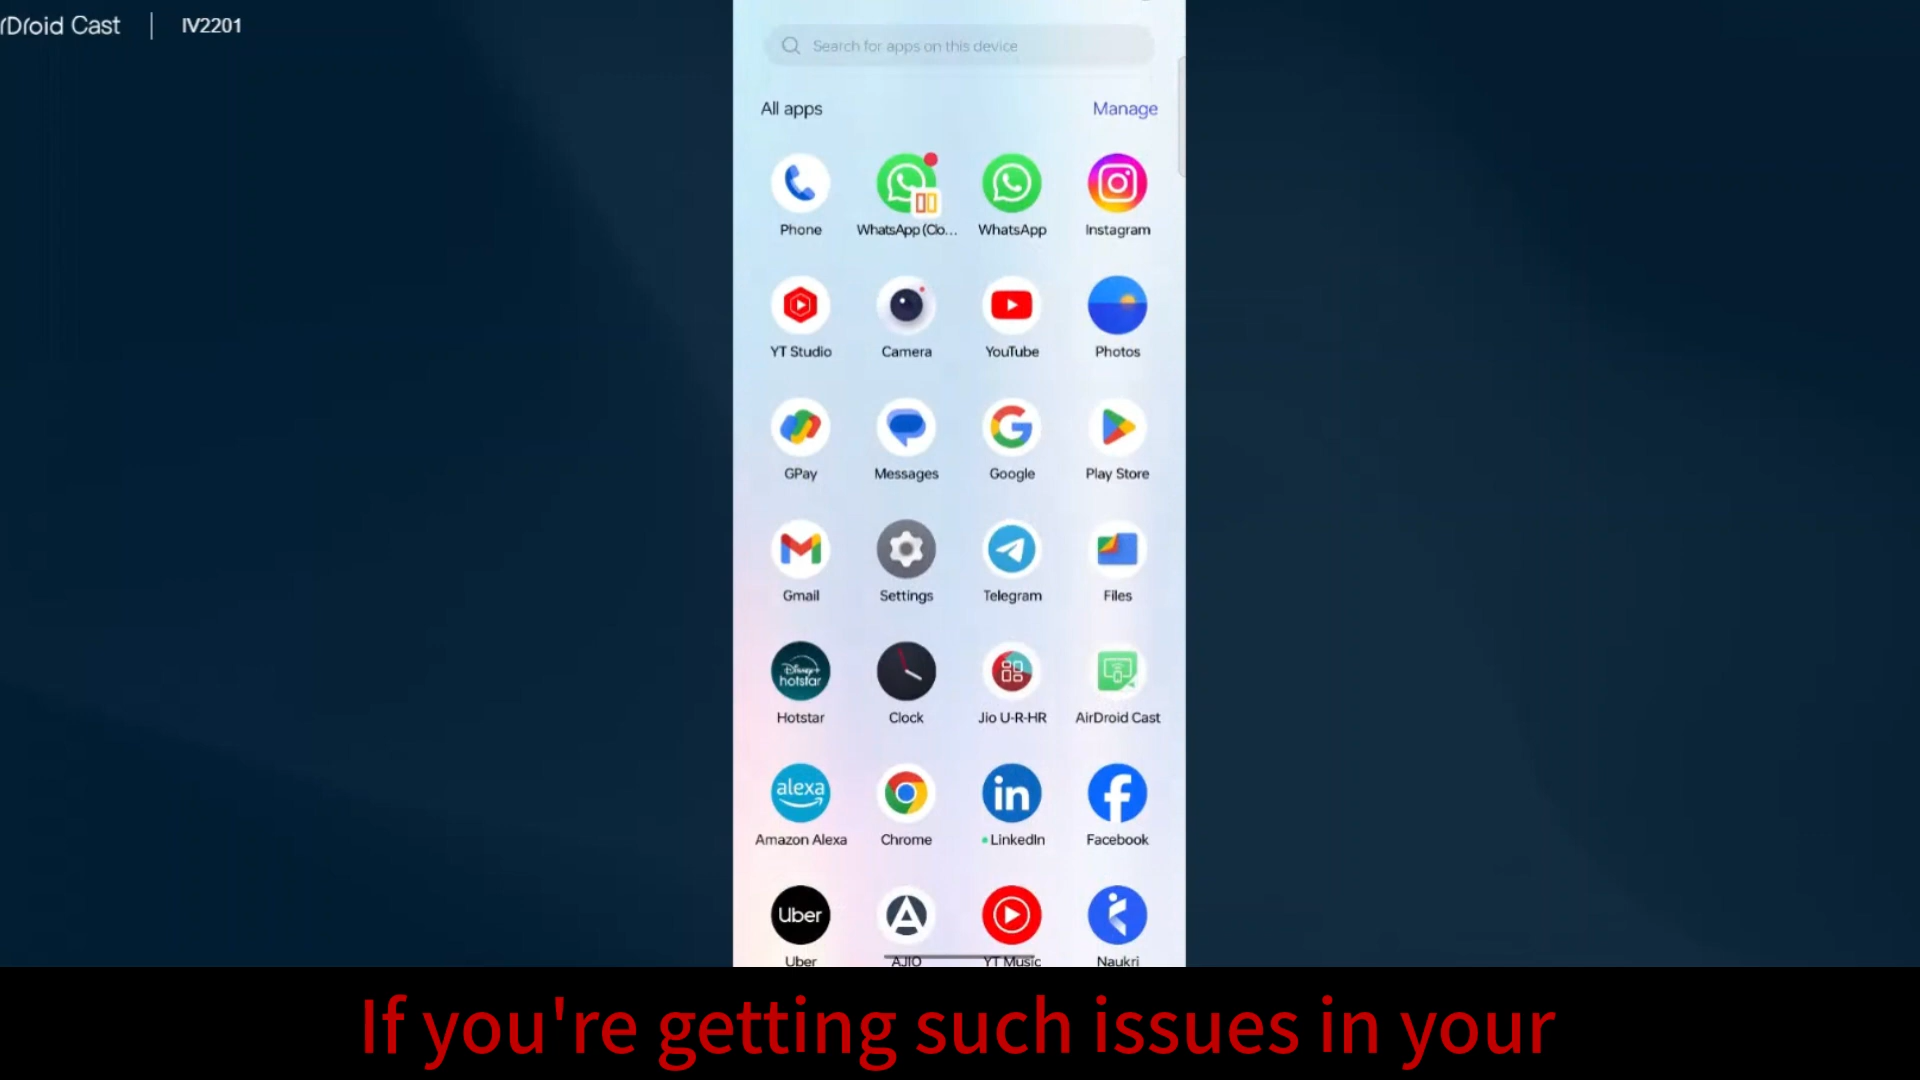 rDroid Cast | IV2201
Search for apps on this device
All apps Manage
Phone WhatsApp (Clo... WhatsApp Instagram
YT Studio Camera YouTube Photos
GPay Messages Google Play Store
Gmail Settings Telegram Files
Disney+
hotstar
Hotstar Clock Jio U-R-HR AirDroid Cast
alexa in
Amazon Alexa Chrome LinkedIn Facebook
Uber
Uber AJIO YT Music Naukri
If you're getting such issues in your